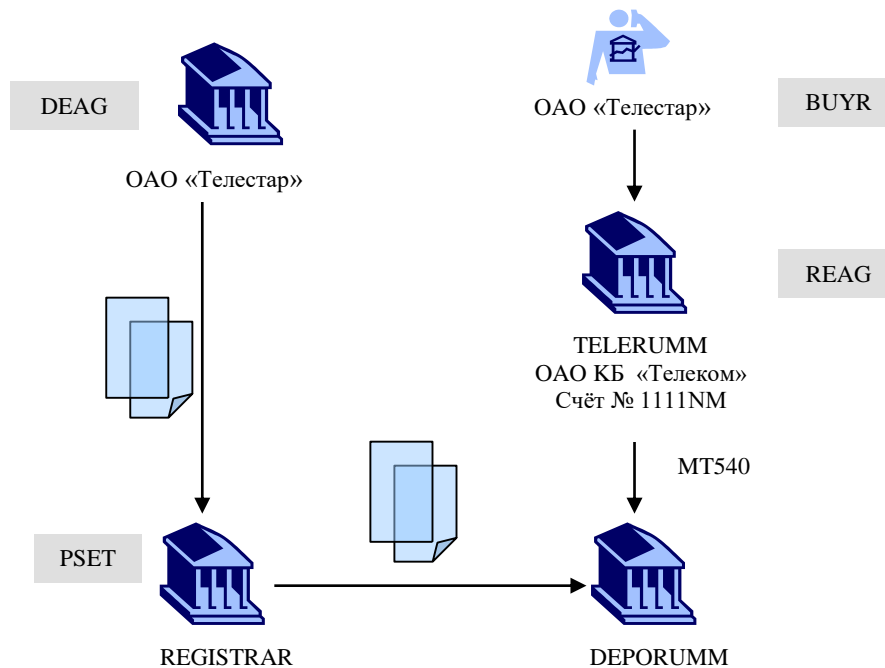 DEAG
ОАО «Телестар»
BUYR
ОАО «Телестар»
REAG
TELERUMM
ОАО КБ «Телеком»
Счёт № 1111NM
MT540
PSET
REGISTRAR
DEPORUMM